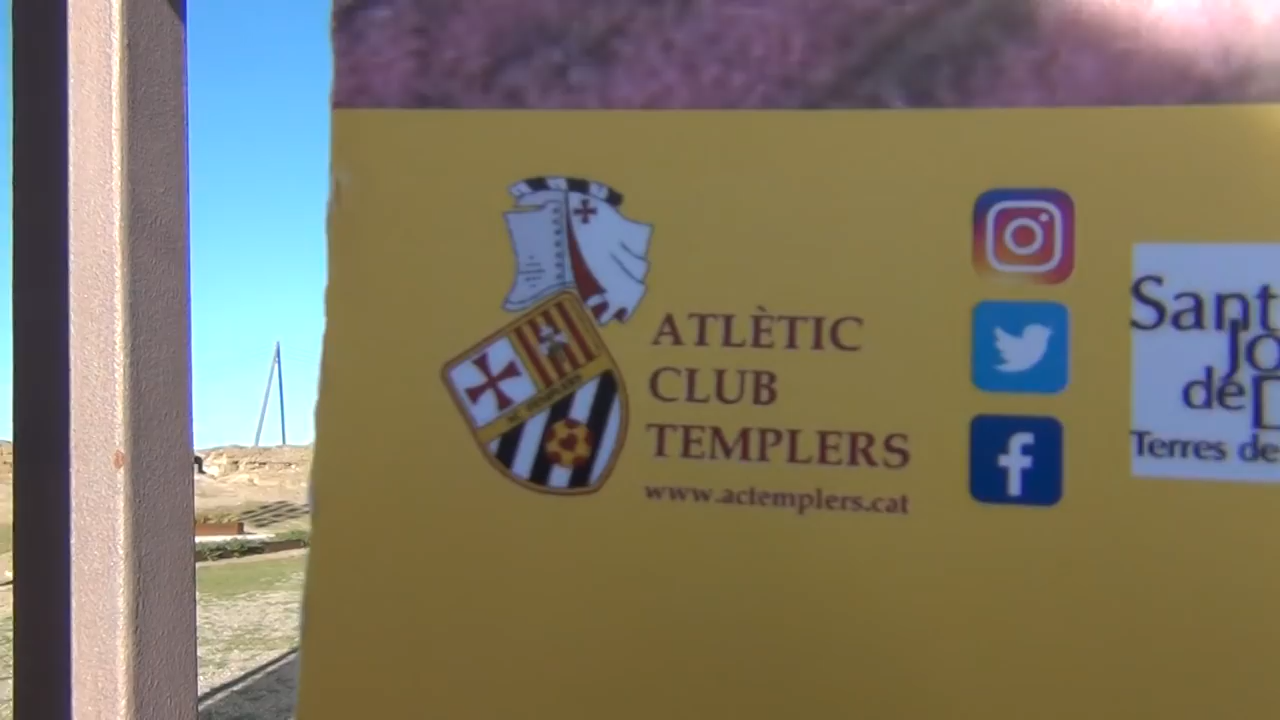 ATLÈTIC
CLUB
TEMPLERS
www.actemplers.cat
Sant
Jo
de
Terres de